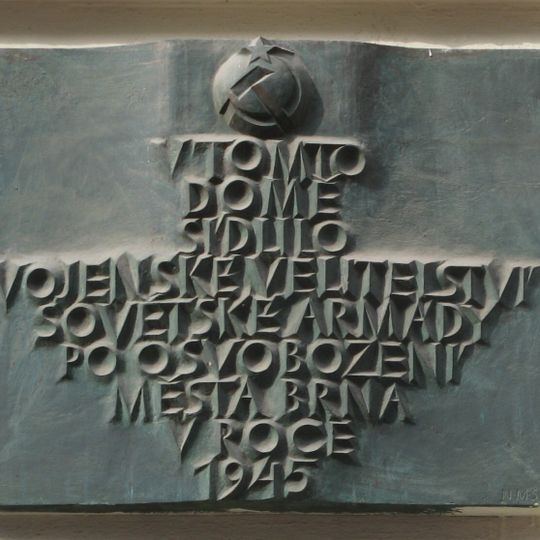 V TOMTO
DOMĚ
SÍDLILO
VOJENSKÉ VELITELSTVÍ
SOVĚTSKÉ ARMÁDY
PO OSVOBOZENÍ
MĚSTA BRNA
V ROCE
1945